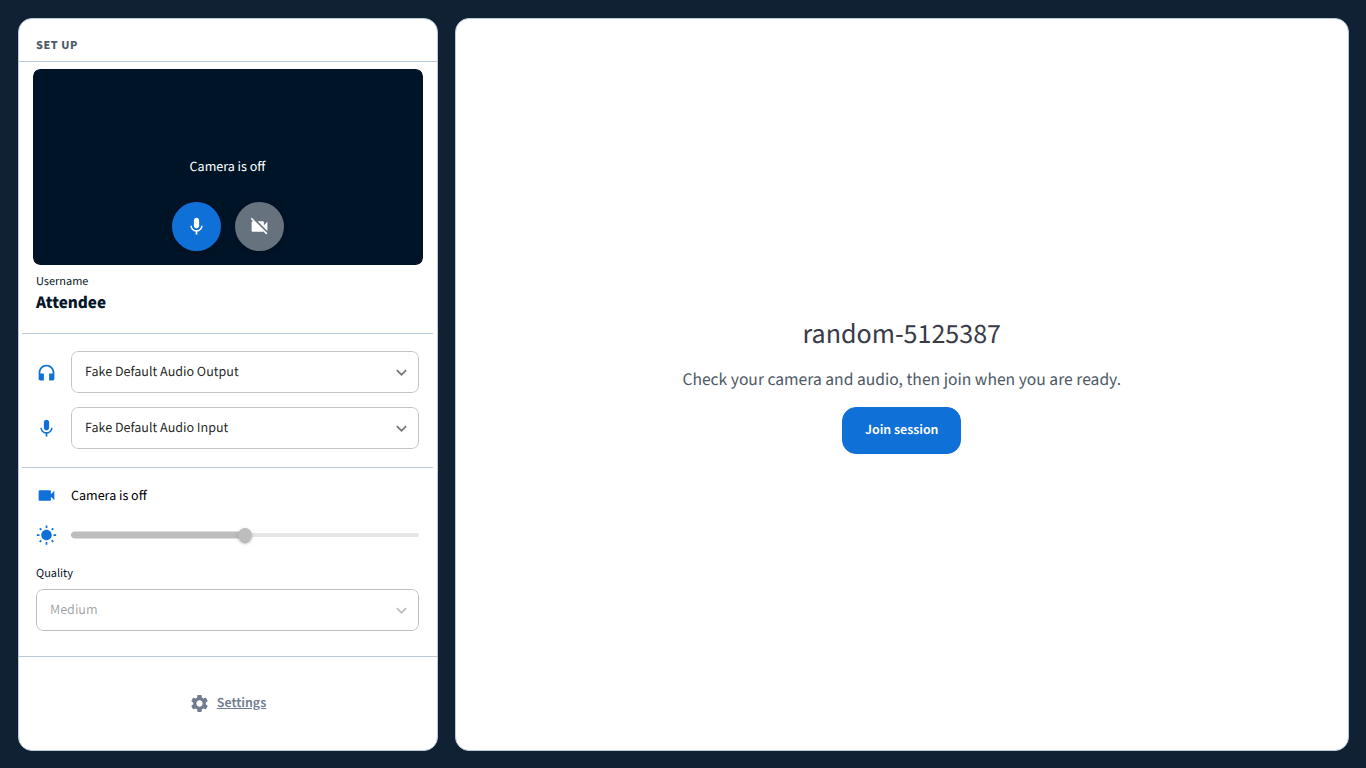 SET UP
Camera is off
Username
Attendee
Fake Default Audio Output
Fake Default Audio Input
Camera is off
Quality
Medium
Settings
random-5125387
Check your camera and audio, then join when you are ready.
Join session